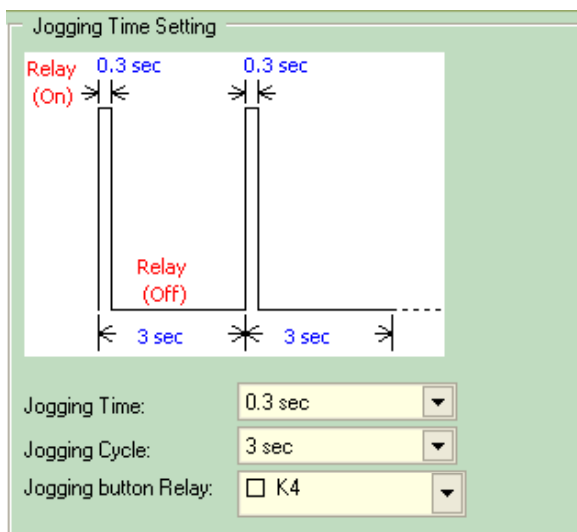 Jogging Time Setting
Relay 0.3 sec 0.3 sec
(On)
Relay
(Off)
3 sec 3 sec
Jogging Time: 0.3 sec
Jogging Cycle: 3 sec
Jogging button Relay: K4